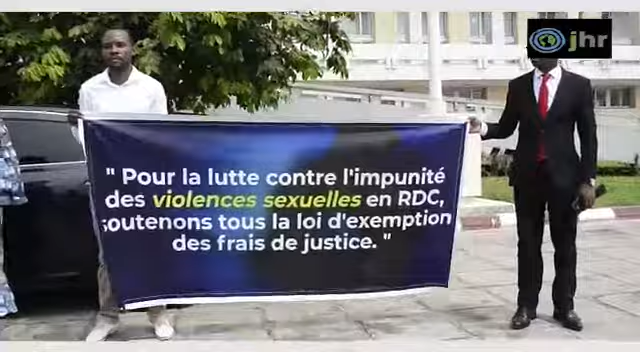 jhr
" Pour la lutte contre l'impunité
des violences sexuelles en RDC,
soutenons tous la loi d'exemption
des frais de justice. "